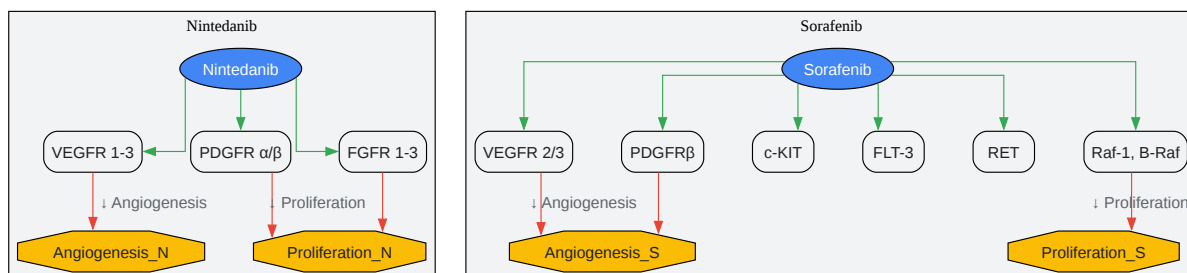 Nintedanib
Sorafenib
Nintedanib
Sorafenib
VEGFR 1-3
PDGFR α/β
FGFR 1-3
VEGFR 2/3
PDGFRβ
c-KIT
FLT-3
RET
Raf-1, B-Raf
↓ Angiogenesis
↓ Proliferation
↓ Angiogenesis
↓ Proliferation
Angiogenesis_N
Proliferation_N
Angiogenesis_S
Proliferation_S